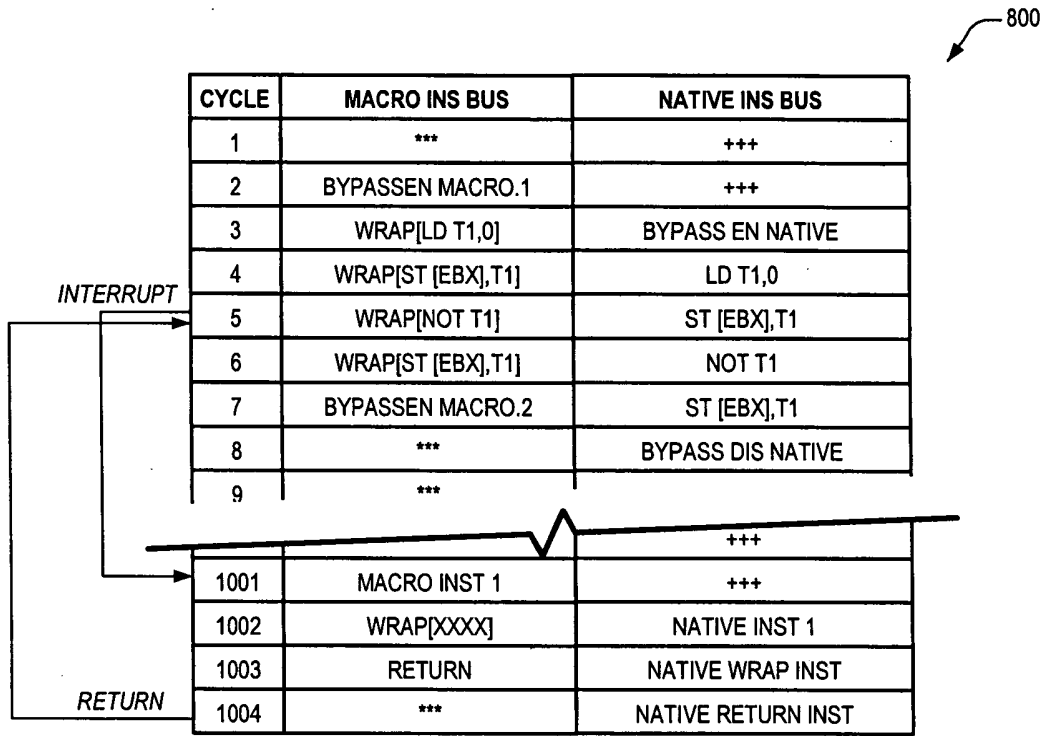 800
CYCLE MACRO INS BUS NATIVE INS BUS
1 *** +++
2 BYPASSEN MACRO.1 +++
3 WRAP[LD T1,0] BYPASS EN NATIVE
4 WRAP[ST [EBX],T1] LD T1,0
INTERRUPT
5 WRAP[NOT T1] ST [EBX],T1
6 WRAP[ST [EBX],T1] NOT T1
7 BYPASSEN MACRO.2 ST [EBX],T1
8 *** BYPASS DIS NATIVE
9 ***
+++
1001 MACRO INST 1 +++
1002 WRAP[XXXX] NATIVE INST 1
1003 RETURN NATIVE WRAP INST
RETURN
1004 *** NATIVE RETURN INST